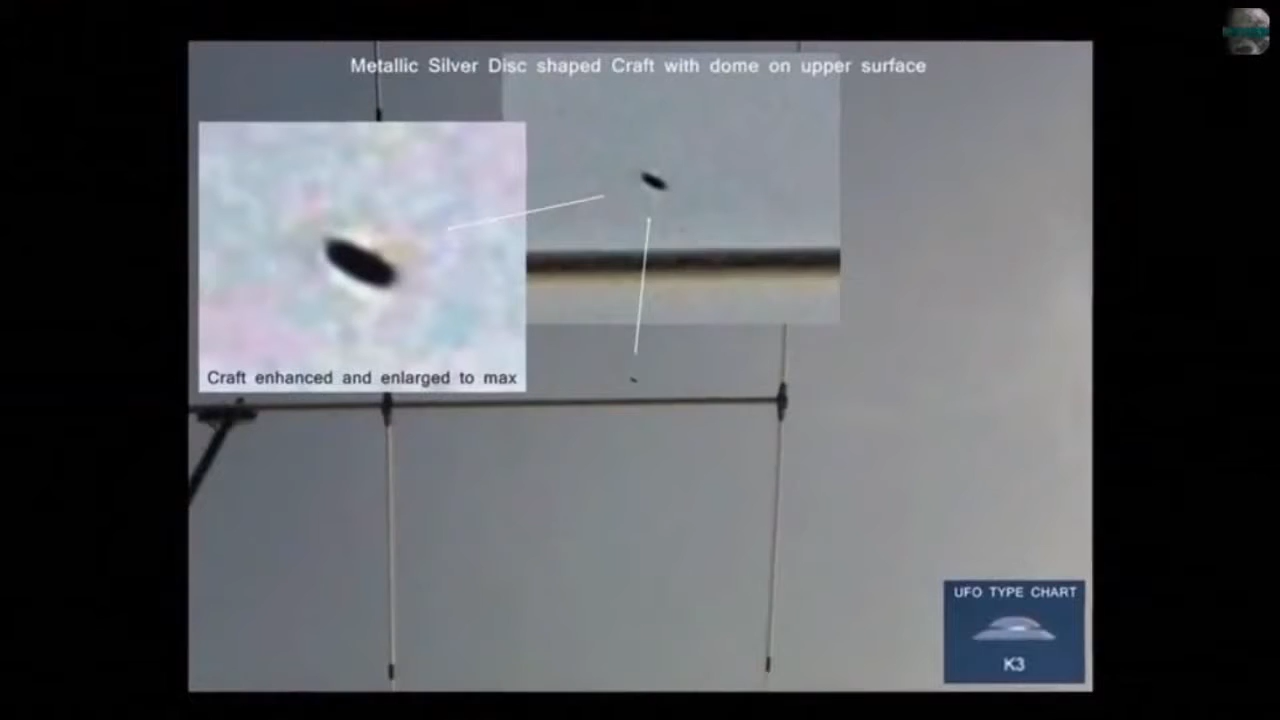 Metallic Silver Disc shaped Craft with dome on upper surface
Craft enhanced and enlarged to max
UFO TYPE CHART
K3